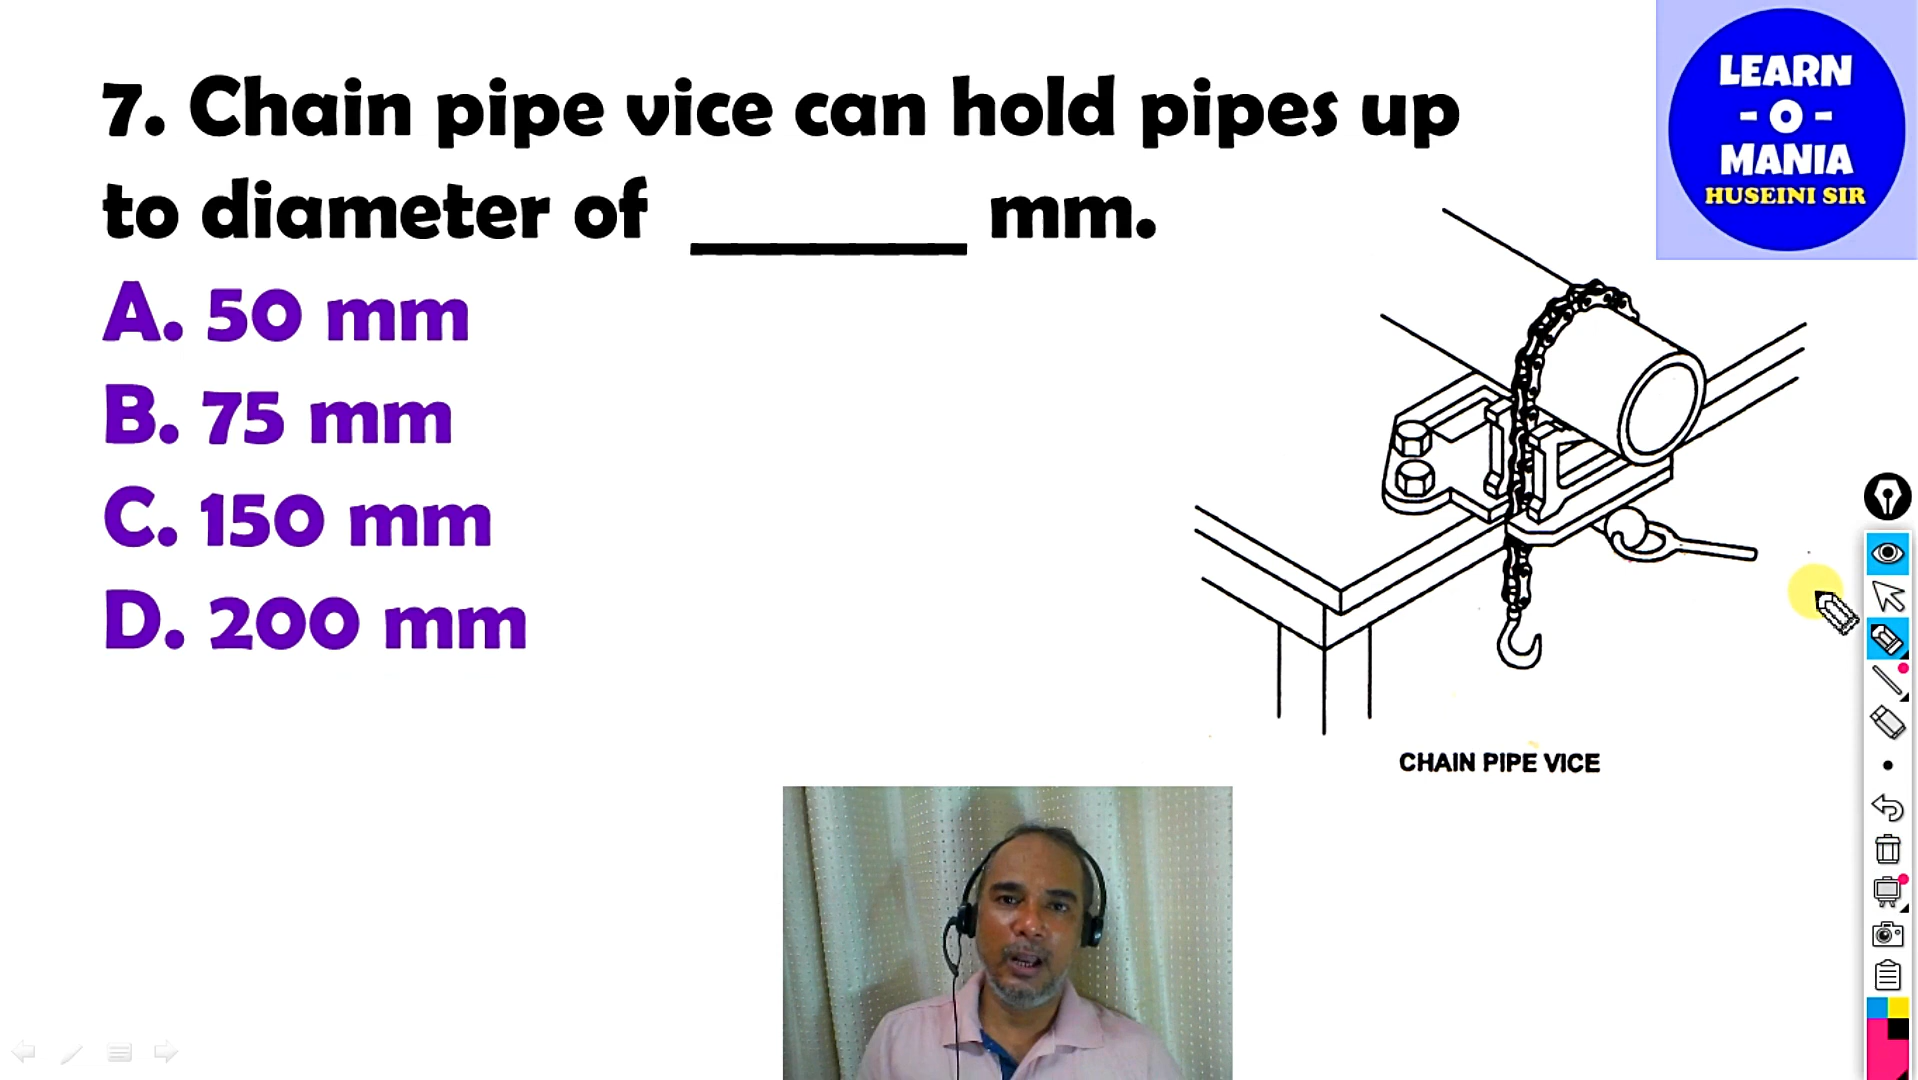 7. Chain pipe vice can hold pipes up
to diameter of ______ mm.
A. 50 mm
B. 75 mm
C. 150 mm
D. 200 mm
LEARN
- O -
MANIA
HUSEINI SIR
CHAIN PIPE VICE